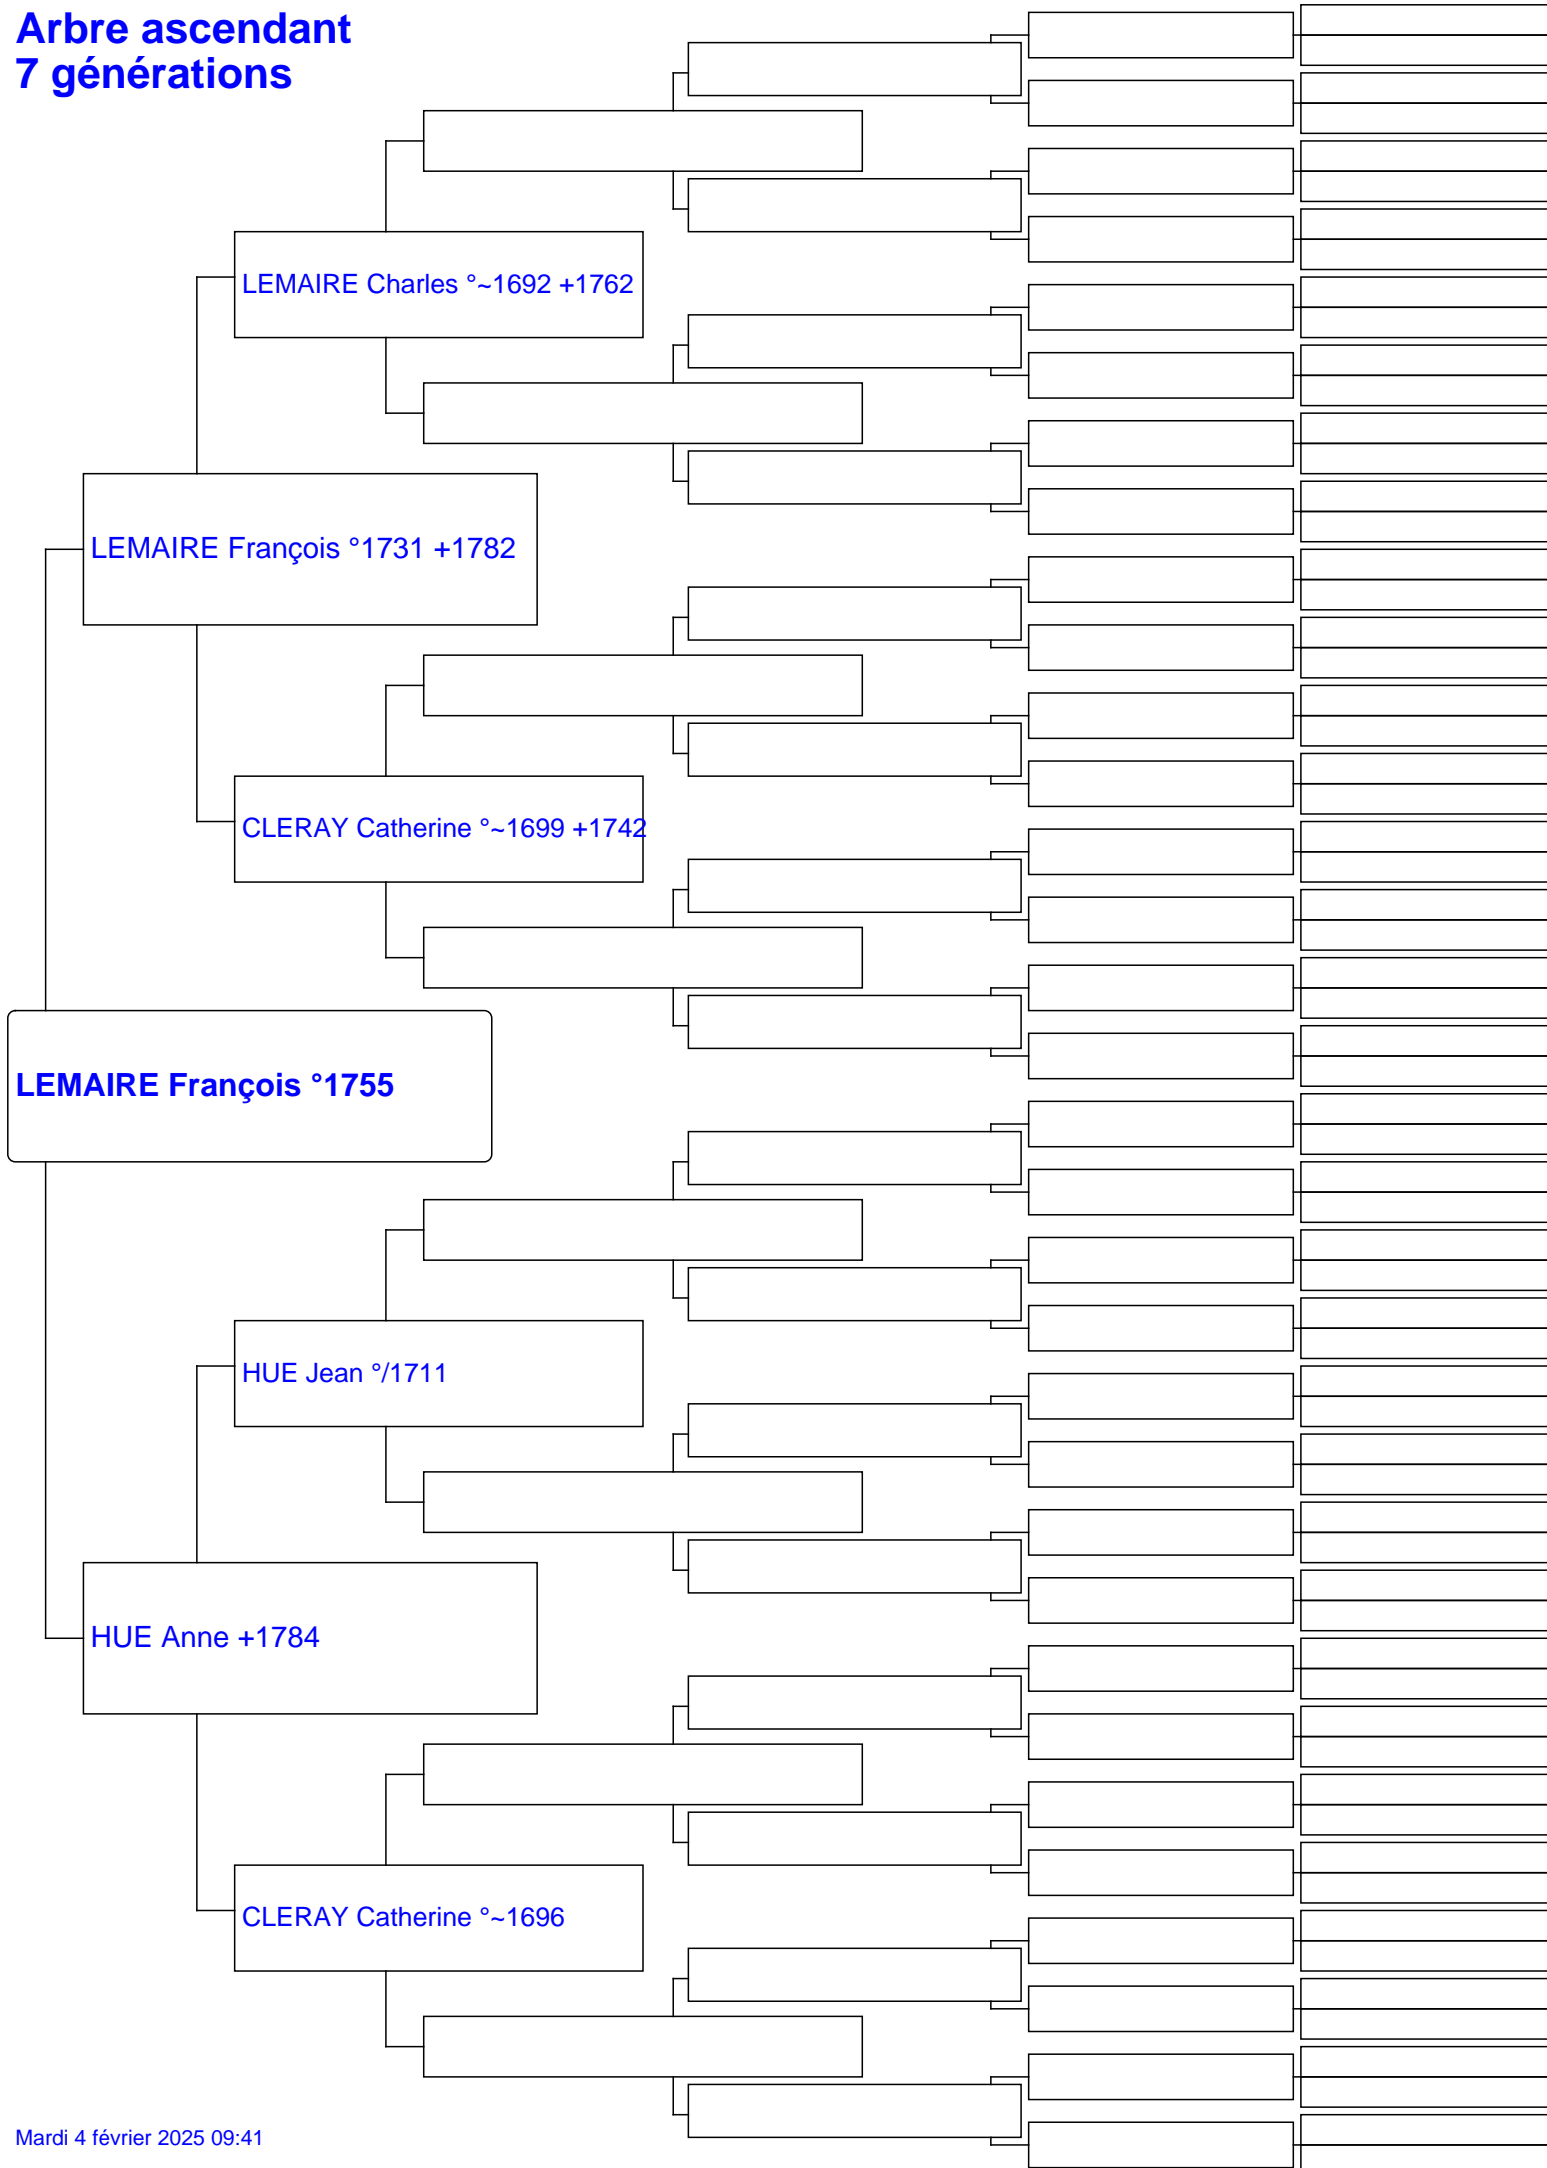 Arbre ascendant
7 générations
LEMAIRE Charles °~1692 +1762
LEMAIRE François °1731 +1782
CLERAY Catherine °~1699 +1742
LEMAIRE François °1755
HUE Jean °/1711
HUE Anne +1784
CLERAY Catherine °~1696
Mardi 4 février 2025 09:41